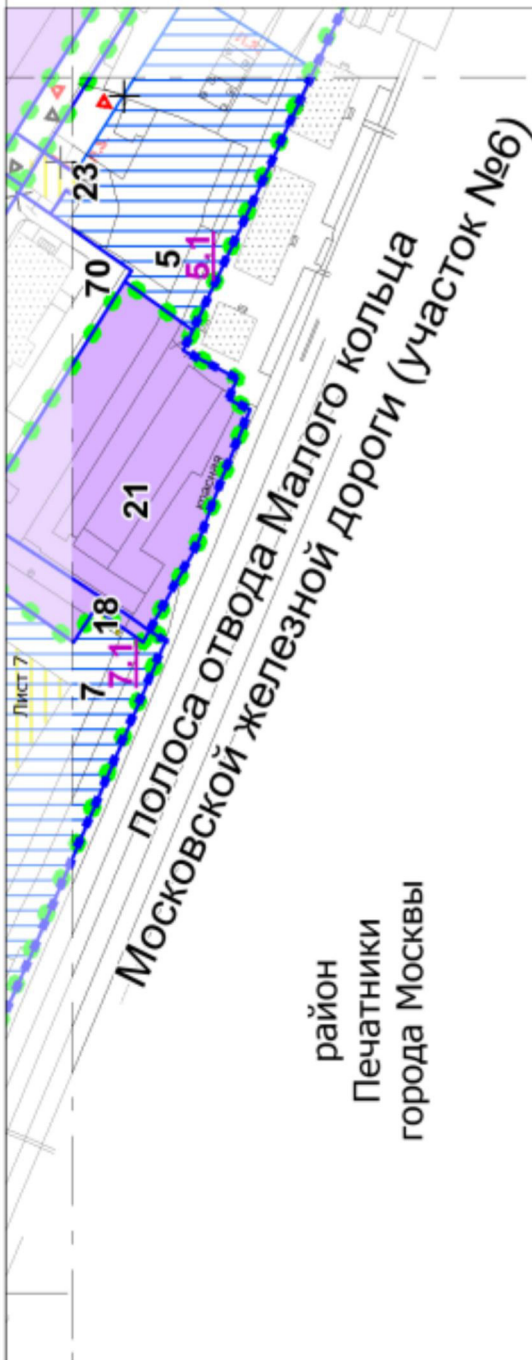 23
70
5
5.1
21
18
7
7.1
Лист 7
полоса отвода Малого кольца
Московской железной дороги (участок №6)
район
Печатники
города Москвы